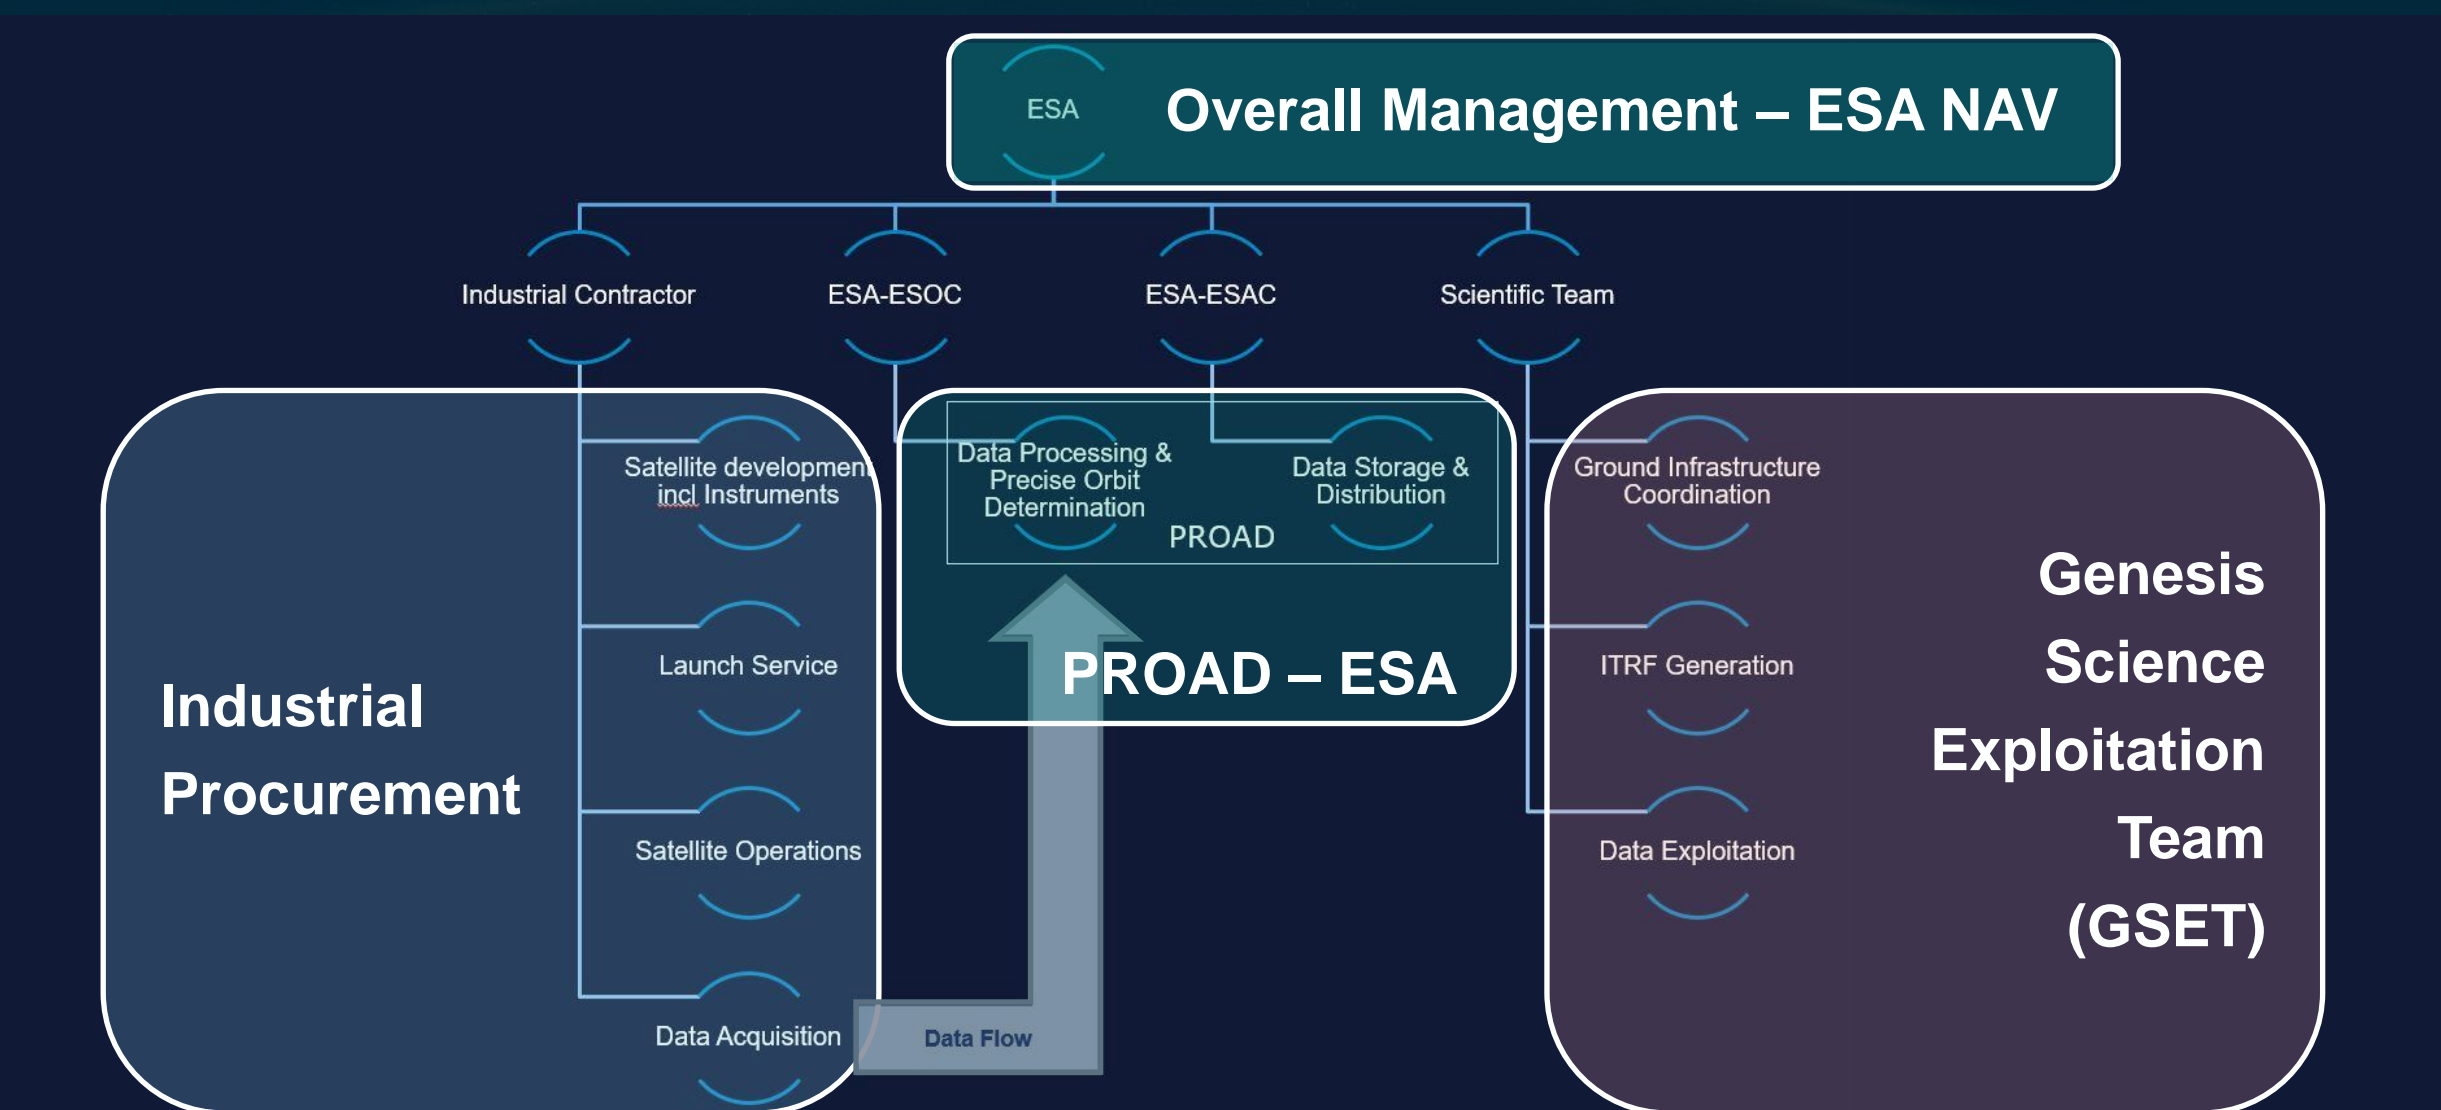 ESA
Overall Management – ESA NAV
Industrial Contractor
ESA-ESOC
ESA-ESAC
Scientific Team
Satellite development
incl Instruments
Launch Service
Satellite Operations
Data Acquisition
Industrial
Procurement
Data Flow
Data Processing &
Precise Orbit
Determination
Data Storage &
Distribution
PROAD
PROAD – ESA
Ground Infrastructure
Coordination
ITRF Generation
Data Exploitation
Genesis
Science
Exploitation
Team
(GSET)